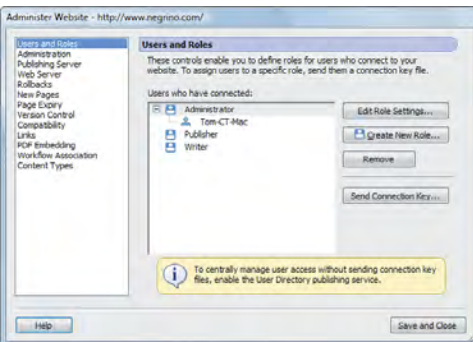 Administer Website - http://www.negrino.com/
Users and Roles
Administration
Publishing Server
Web Server
Rollbacks
New Pages
Page Expiry
Version Control
Compatibility
Links
PDF Embedding
Workflow Association
Content Types
Users and Roles
These controls enable you to define roles for users who connect to your
website. To assign users to a specific role, send them a connection key file.
Users who have connected:
Administrator
Tom-CT-Mac
Publisher
Writer
Edit Role Settings...
Create New Role...
Remove
Send Connection Key...
To centrally manage user access without sending connection key
files, enable the User Directory publishing service.
Help
Save and Close